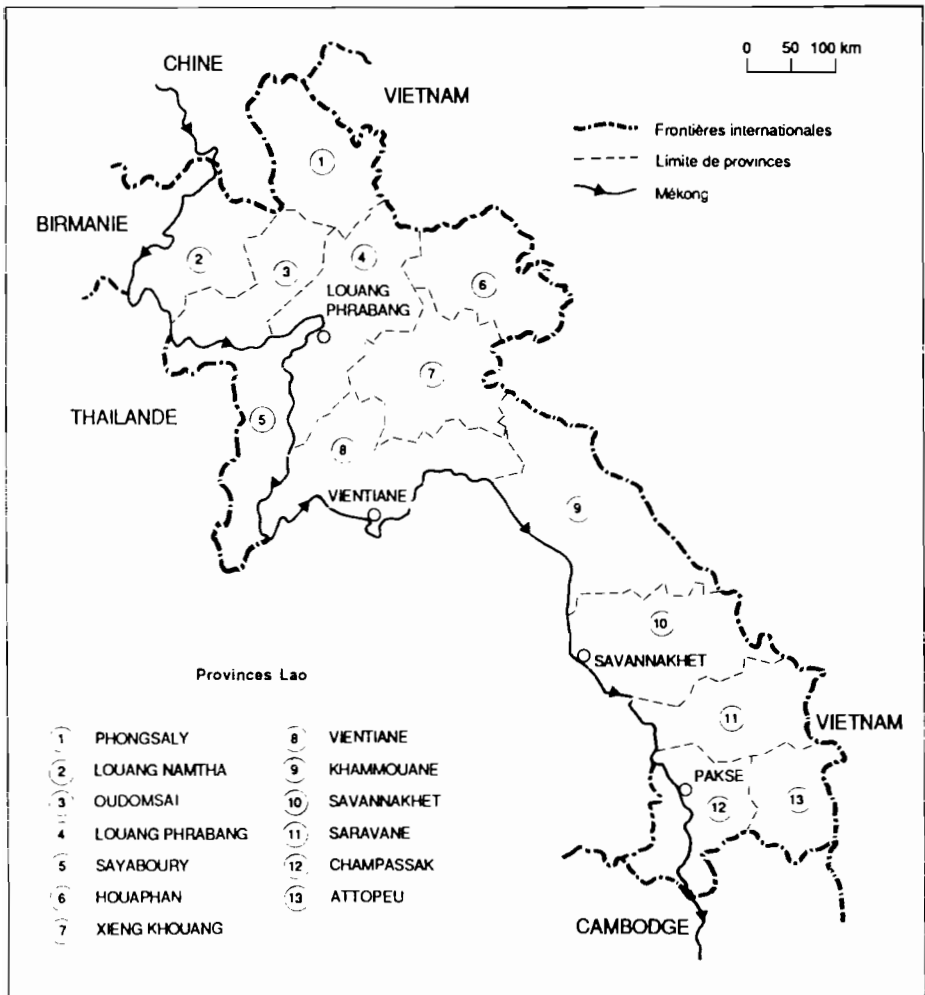 CHINE
VIETNAM
0 50 100 km
Frontières internationales
Limite de provinces
Mékong
BIRMANIE
1
2
3
4
LOUANG
PHRABANG
6
7
THAILANDE
5
8
VIENTIANE
9
10
SAVANNAKHET
11
VIETNAM
PAKSE
12
13
CAMBODGE
Provinces Lao
1 PHONGSALY
2 LOUANG NAMTHA
3 OUDOMSAI
4 LOUANG PHRABANG
5 SAYABOURY
6 HOUAPHAN
7 XIENG KHOUANG
8 VIENTIANE
9 KHAMMOUANE
10 SAVANNAKHET
11 SARAVANE
12 CHAMPASSAK
13 ATTOPEU